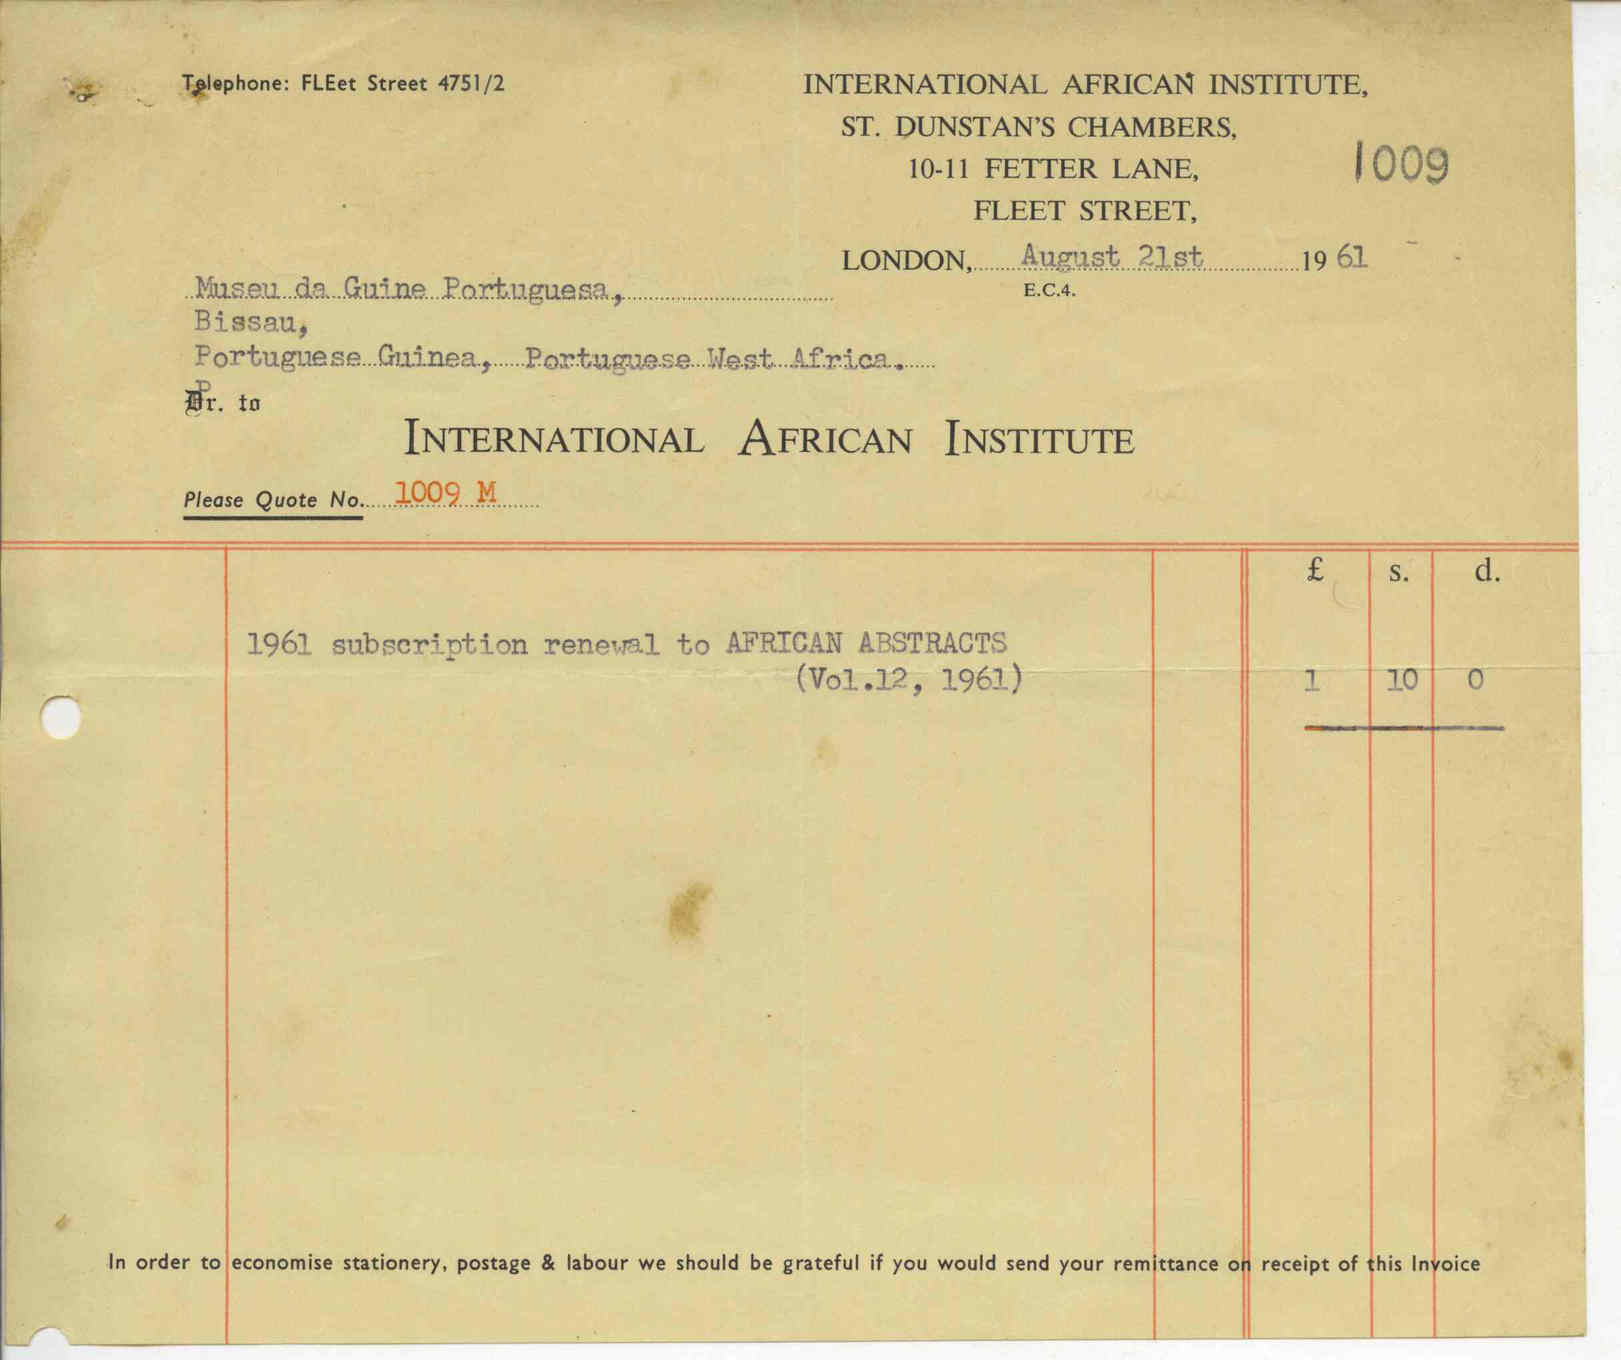 Telephone: FLEet Street 4751/2
INTERNATIONAL AFRICAN INSTITUTE,
ST. DUNSTAN'S CHAMBERS,
10-11 FETTER LANE,
1009
FLEET STREET,
LONDON, August 21st 1961
E.C.4.
Museu da Guine Portuguesa,
Bissau,
Portuguese Guinea, Portuguese West Africa.
Dr. to
INTERNATIONAL AFRICAN INSTITUTE
Please Quote No. 1009 M
£ s. d.
1961 subscription renewal to AFRICAN ABSTRACTS
(Vol.12, 1961) 1 10 0
In order to economise stationery, postage & labour we should be grateful if you would send your remittance on receipt of this Invoice